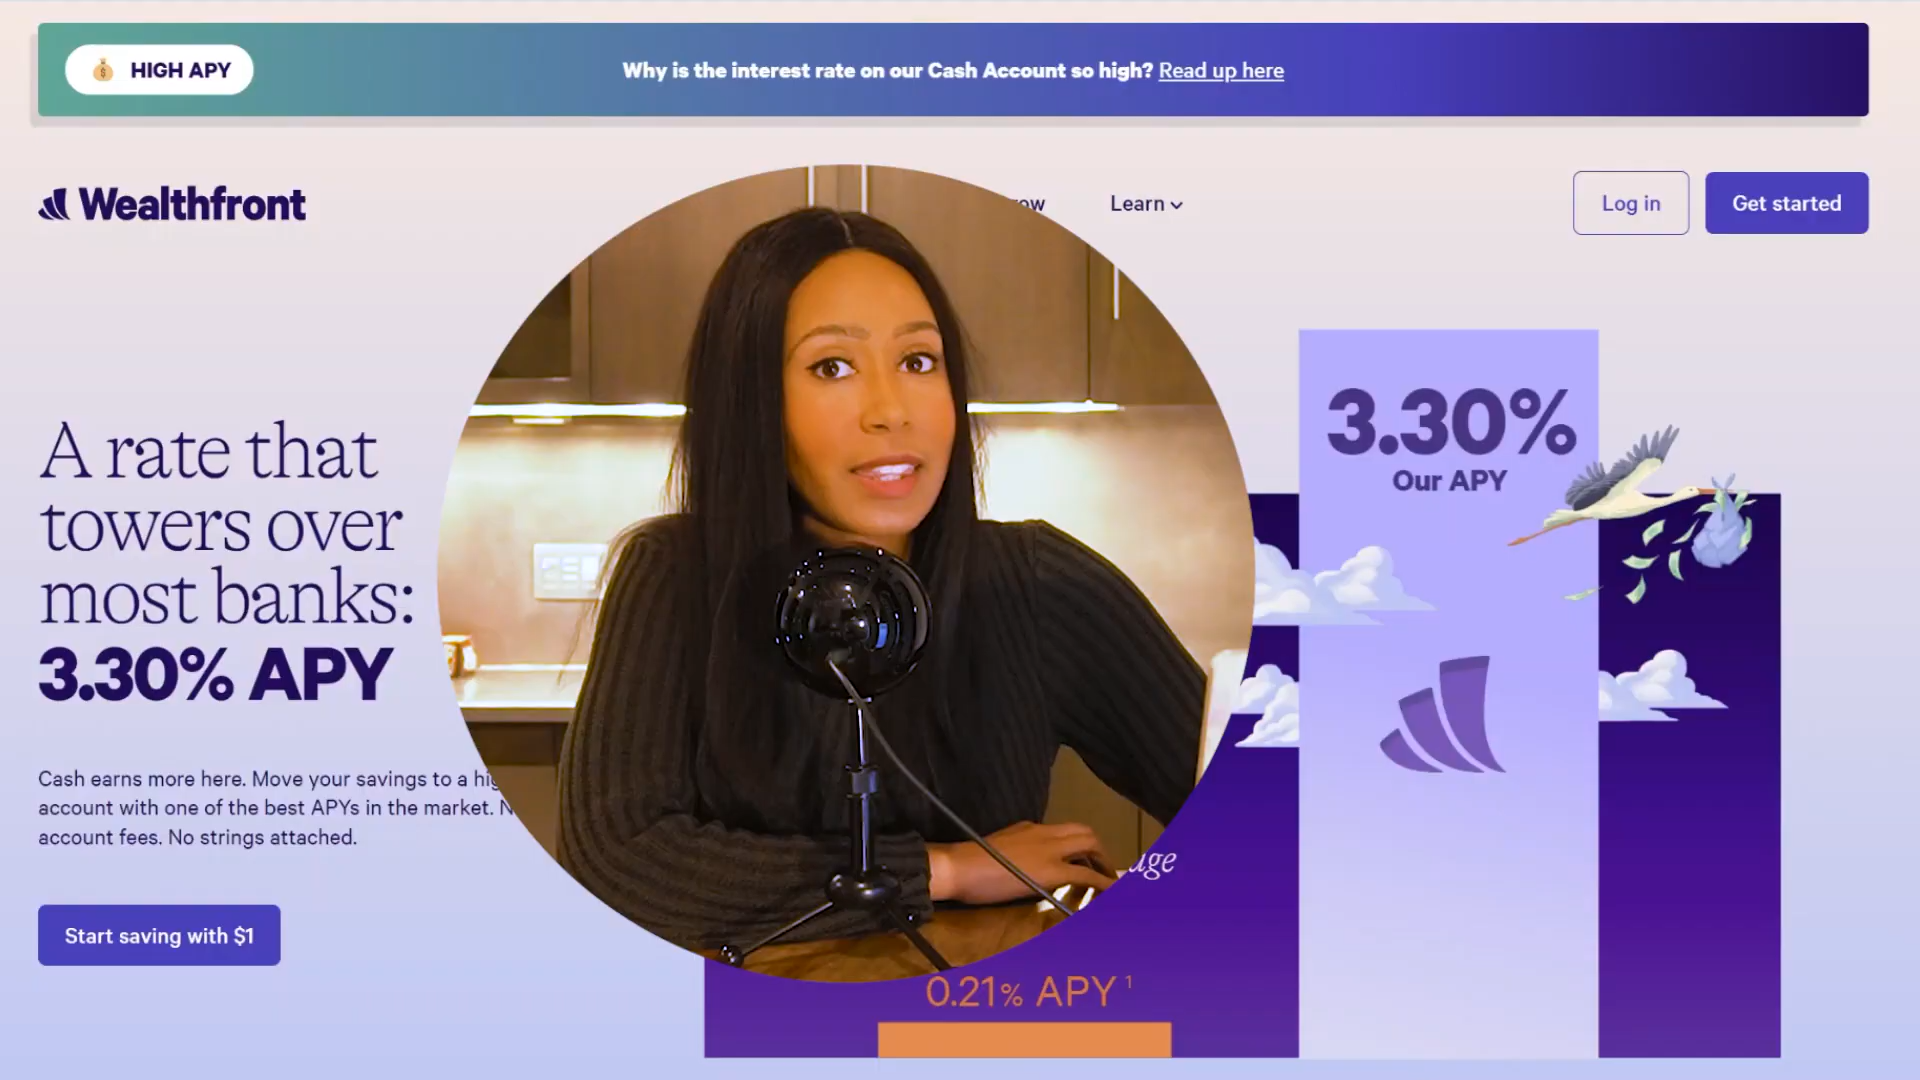 HIGH APY
Why is the interest rate on our Cash Account so high? Read up here
Wealthfront
Learn
Log in
Get started
A rate that
towers over
most banks:
3.30% APY
Cash earns more here. Move your savings to a
account with one of the best APYs in the market.
account fees. No strings attached.
Start saving with $1
3.30%
Our APY
0.21% APY 1